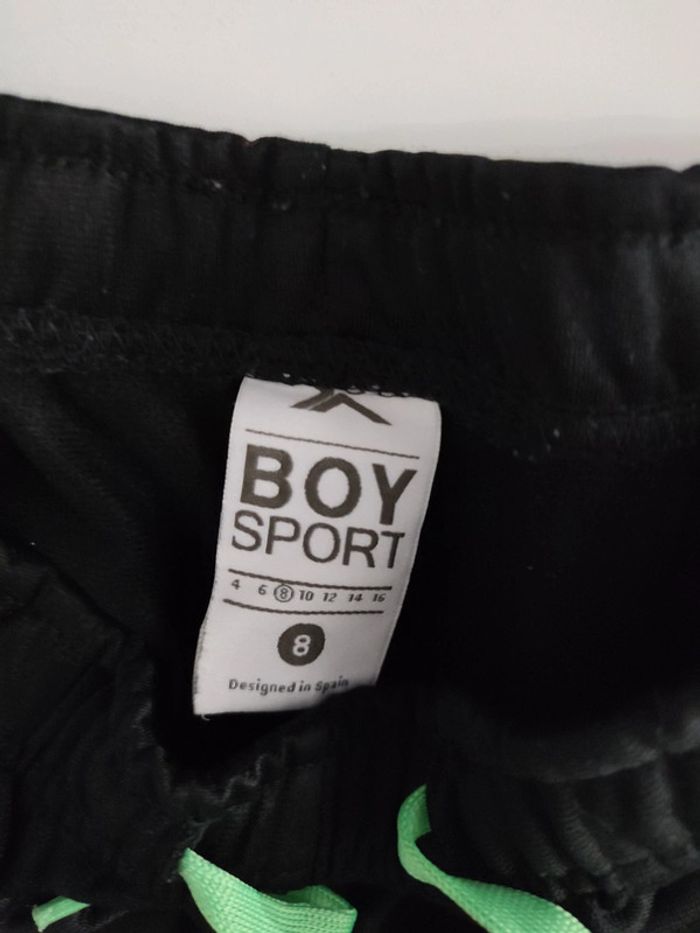 BOY
SPORT
4 6 8 10 12 14 16
8
Designed in Spain